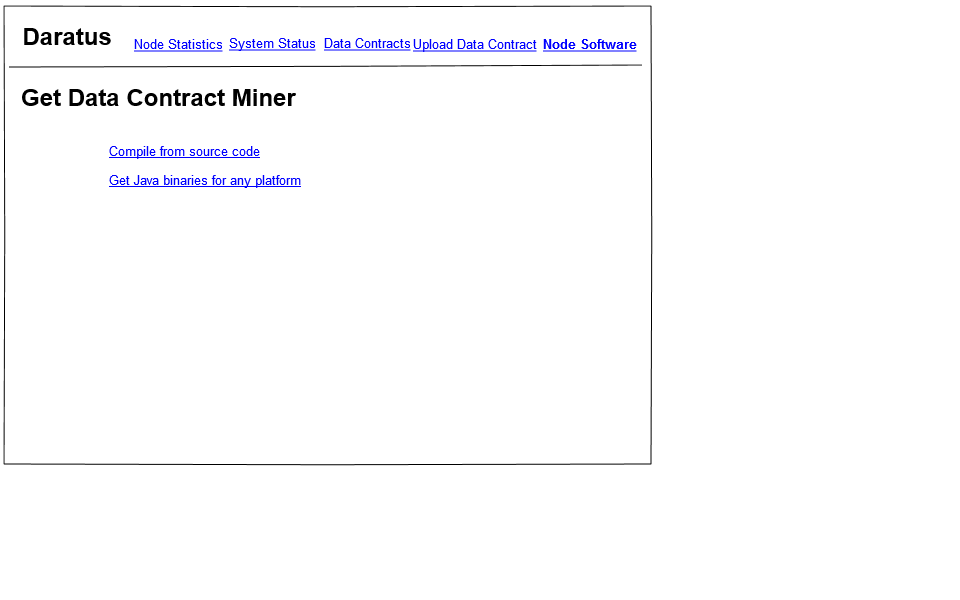 Daratus Node Statistics System Status Data Contracts Upload Data Contract Node Software
Get Data Contract Miner
Compile from source code
Get Java binaries for any platform